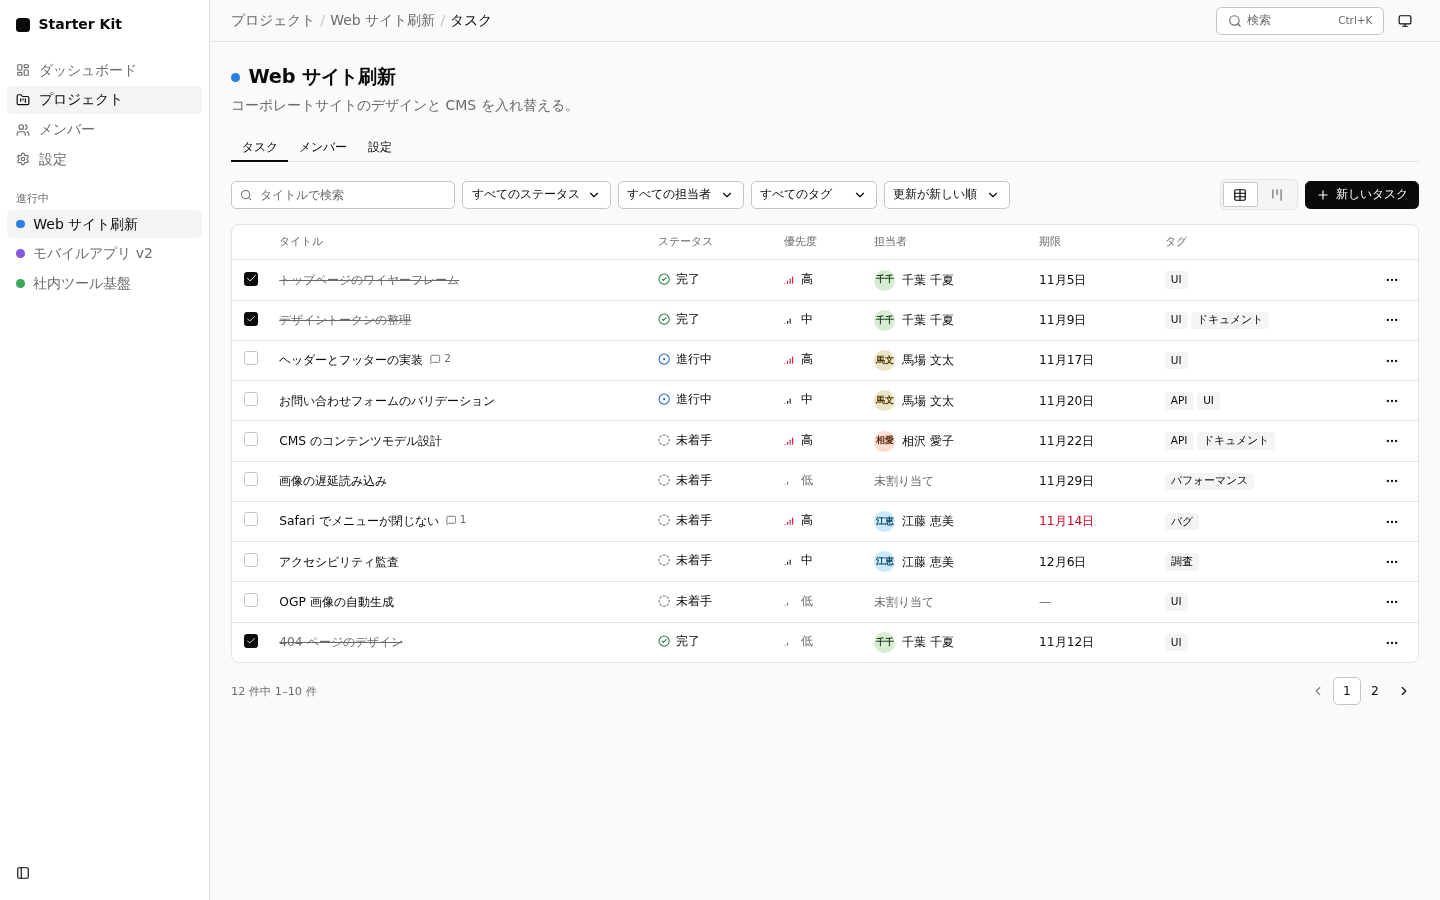 Starter Kit
ダッシュボード
プロジェクト
メンバー
設定
進行中
Web サイト刷新
モバイルアプリ v2
社内ツール基盤
プロジェクト / Web サイト刷新 / タスク
検索 Ctrl+K
Web サイト刷新
コーポレートサイトのデザインと CMS を入れ替える。
タスク メンバー 設定
タイトルで検索 すべてのステータス すべての担当者 すべてのタグ 更新が新しい順 新しいタスク
タイトル ステータス 優先度 担当者 期限 タグ
トップページのワイヤーフレーム 完了 高 千千 千葉 千夏 11月5日 UI
デザイントークンの整理 完了 中 千千 千葉 千夏 11月9日 UI ドキュメント
ヘッダーとフッターの実装 2 進行中 高 馬文 馬場 文太 11月17日 UI
お問い合わせフォームのバリデーション 進行中 中 馬文 馬場 文太 11月20日 API UI
CMS のコンテンツモデル設計 未着手 高 相愛 相沢 愛子 11月22日 API ドキュメント
画像の遅延読み込み 未着手 低 未割り当て 11月29日 パフォーマンス
Safari でメニューが閉じない 1 未着手 高 江恵 江藤 恵美 11月14日 バグ
アクセシビリティ監査 未着手 中 江恵 江藤 恵美 12月6日 調査
OGP 画像の自動生成 未着手 低 未割り当て — UI
404 ページのデザイン 完了 低 千千 千葉 千夏 11月12日 UI
12 件中 1–10 件 1 2